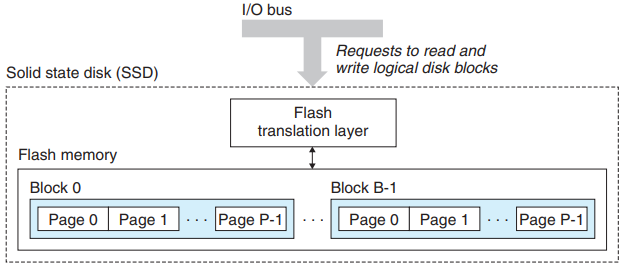 I/O bus
Requests to read and
write logical disk blocks
Solid state disk (SSD)
Flash
translation layer
Flash memory
Block 0
Block B-1
Page 0 Page 1 · · · Page P-1 · · · Page 0 Page 1 · · · Page P-1